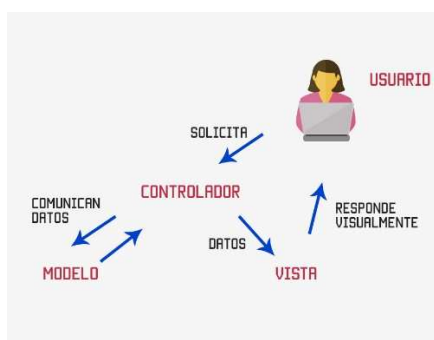 USUARIO
SOLICITA
CONTROLADOR
COMUNICAN
DATOS
RESPONDE
VISUALMENTE
DATOS
MODELO
VISTA